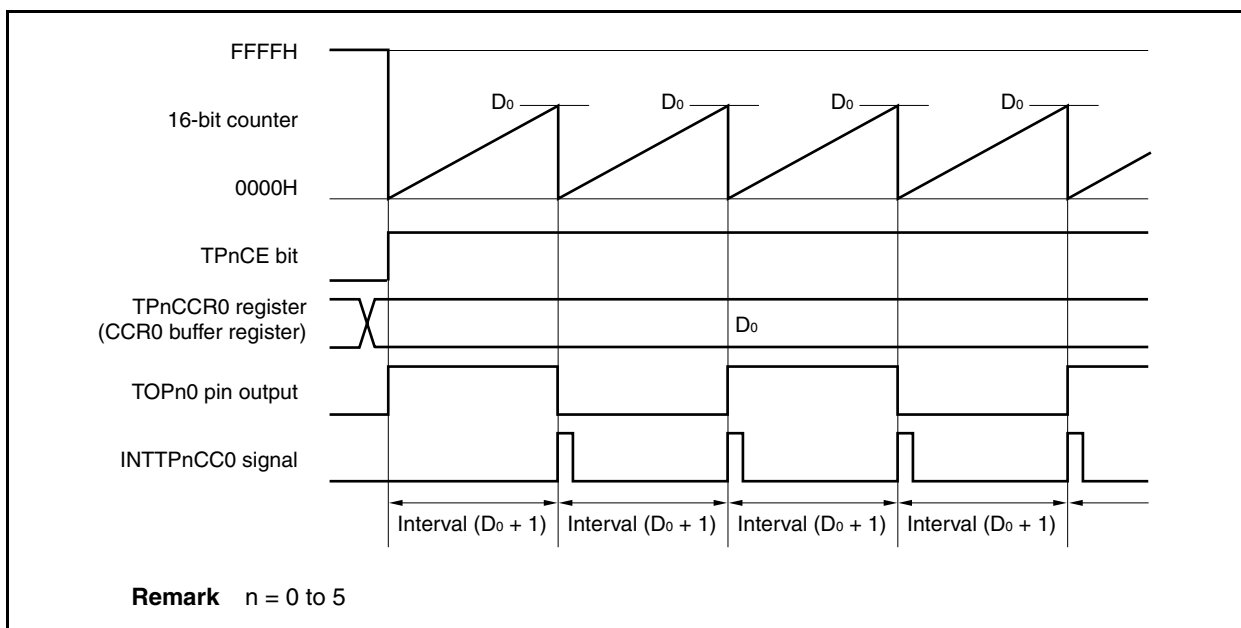 FFFFH
D0 D0 D0 D0
16-bit counter
0000H
TPnCE bit
TPnCCR0 register
(CCR0 buffer register)
D0
TOPn0 pin output
INTTPnCC0 signal
Interval (D0 + 1) Interval (D0 + 1) Interval (D0 + 1) Interval (D0 + 1)
Remark n = 0 to 5